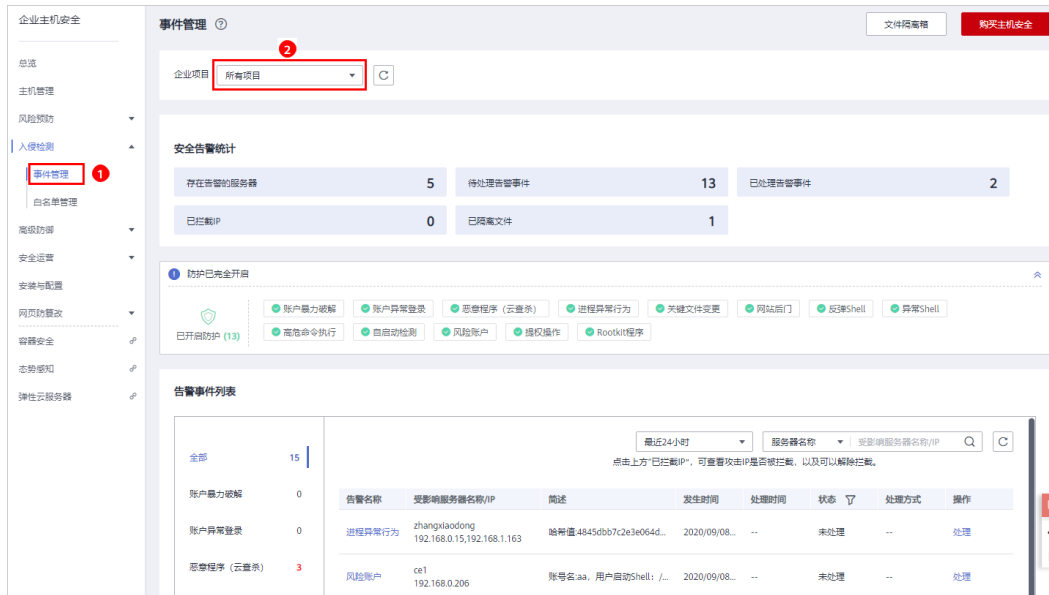 企业主机安全
总览
主机管理
风险预防
入侵检测
事件管理
1
白名单管理
高级防御
安全运营
安装与配置
网页防篡改
容器安全
态势感知
弹性云服务器
事件管理
文件隔离箱
购买主机安全
2
企业项目
所有项目
安全告警统计
存在告警的服务器 5
待处理告警事件 13
已处理告警事件 2
已拦截IP 0
已隔离文件 1
防护已完全开启
已开启防护 (13)
账户暴力破解 账户异常登录 恶意程序（云查杀） 进程异常行为 关键文件变更 网站后门 反弹Shell 异常Shell
高危命令执行 自启动检测 风险账户 提权操作 Rootkit程序
告警事件列表
全部 15
账户暴力破解 0
账户异常登录 0
恶意程序（云查杀） 3
最近24小时 服务器名称 受影响服务器名称/IP
点击上方“已拦截IP”，可查看攻击IP是否被拦截，以及可以解除拦截。
告警名称 受影响服务器名称/IP 简述 发生时间 处理时间 状态 处理方式 操作
进程异常行为 zhangxiaodong 192.168.0.15,192.168.1.163 哈希值:4845dbb7c2e3e064d... 2020/09/08... -- 未处理 -- 处理
风险账户 ce1 192.168.0.206 账号名:aa，用户启动Shell：/... 2020/09/08... -- 未处理 -- 处理